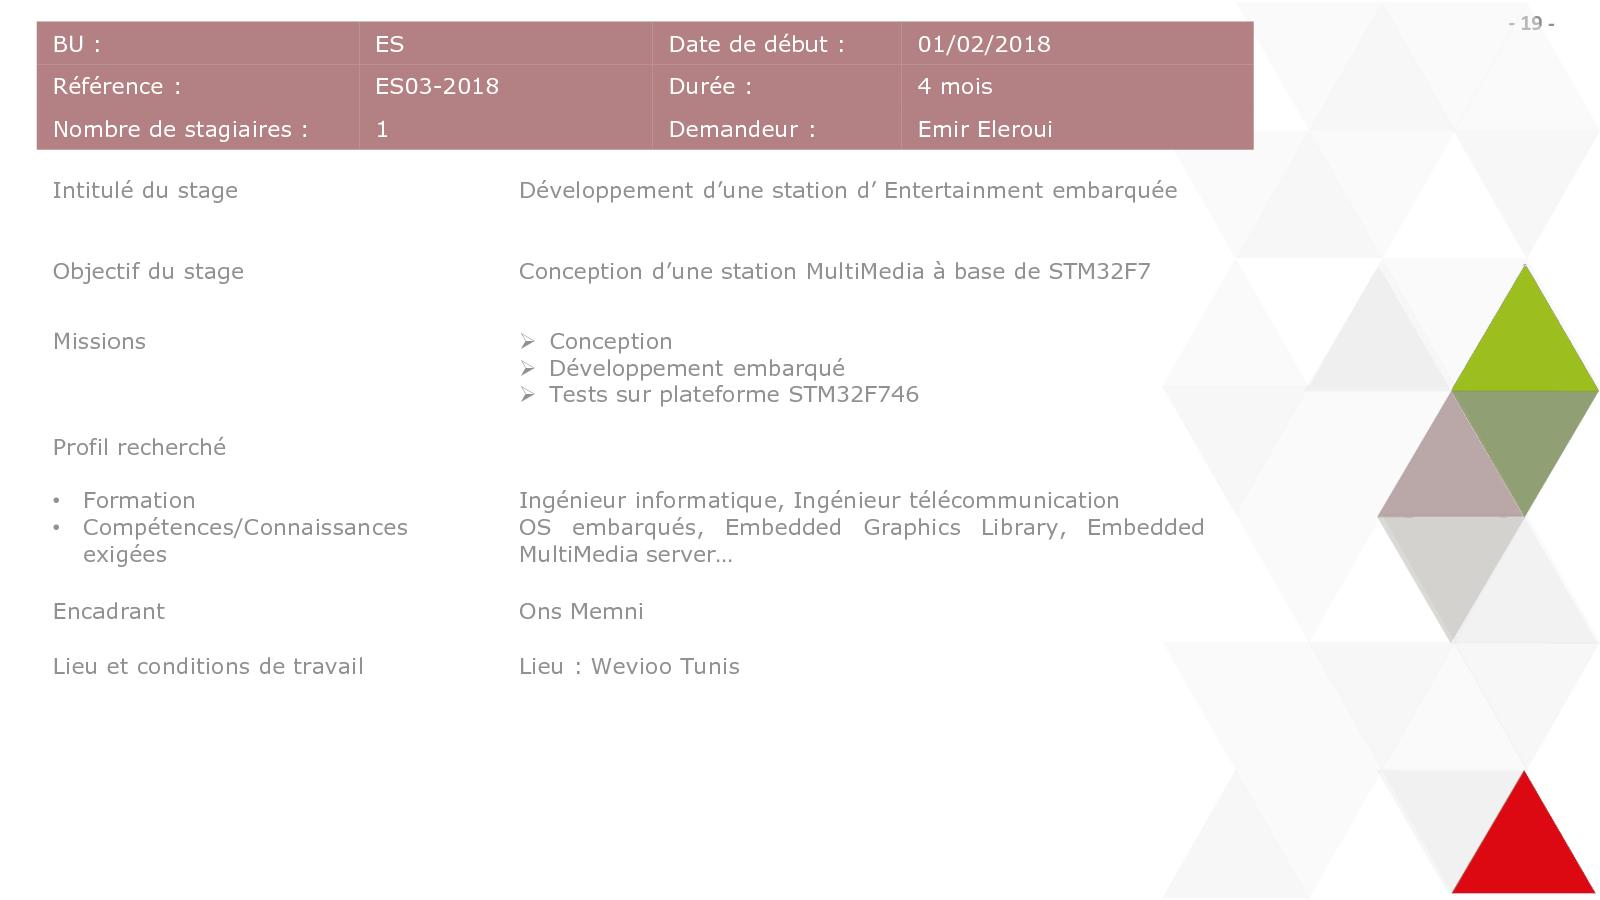 - 19 -
BU : ES Date de début : 01/02/2018
Référence : ES03-2018 Durée : 4 mois
Nombre de stagiaires : 1 Demandeur : Emir Eleroui
Intitulé du stage Développement d’une station d’ Entertainment embarquée
Objectif du stage Conception d’une station MultiMedia à base de STM32F7
Missions ➢ Conception
➢ Développement embarqué
➢ Tests sur plateforme STM32F746
Profil recherché
• Formation Ingénieur informatique, Ingénieur télécommunication
• Compétences/Connaissances OS embarqués, Embedded Graphics Library, Embedded
exigées MultiMedia server…
Encadrant Ons Memni
Lieu et conditions de travail Lieu : Wevioo Tunis